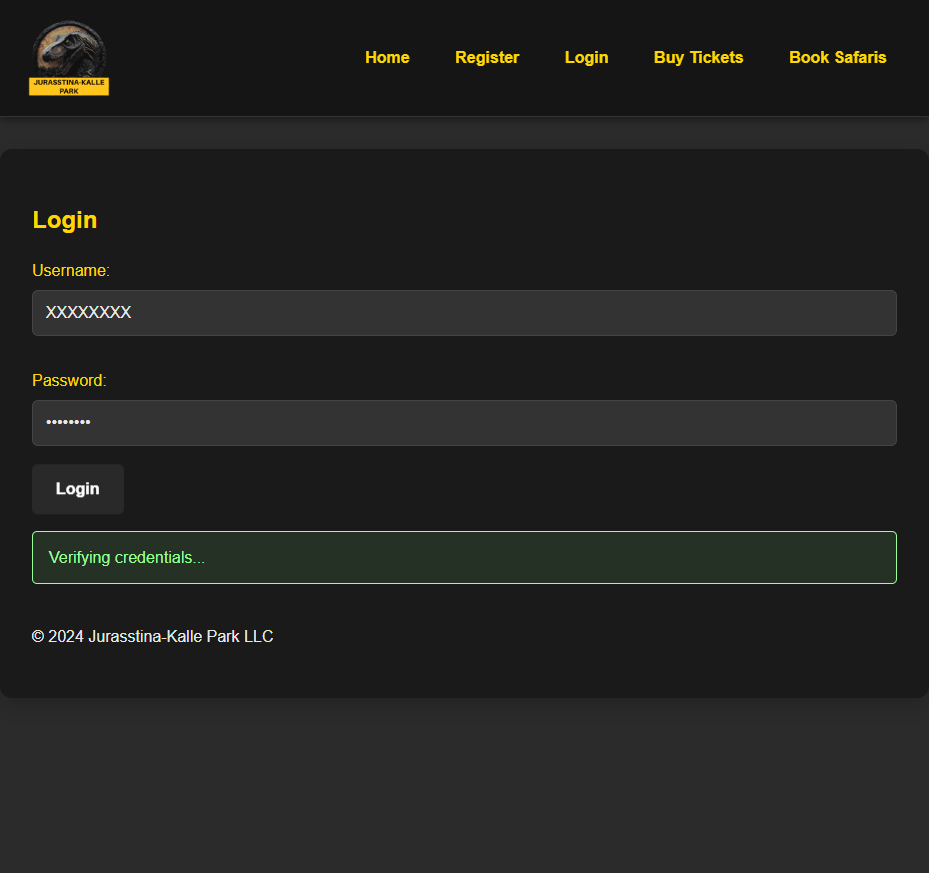 JURASSTINA-KALLE
PARK
Home Register Login Buy Tickets Book Safaris
Login
Username:
XXXXXXXX
Password:
••••••••
Login
Verifying credentials...
© 2024 Jurasstina-Kalle Park LLC